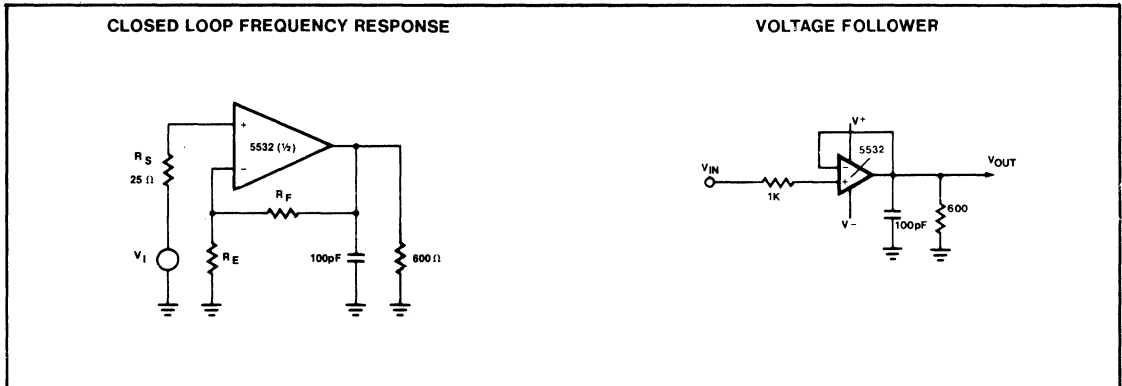 CLOSED LOOP FREQUENCY RESPONSE
+
5532 (½)
−
R_S
25 Ω
R_F
V_I
R_E
100pF
600 Ω
VOLTAGE FOLLOWER
V+
5532
−
+
V_IN
1K
V−
V_OUT
100pF
600